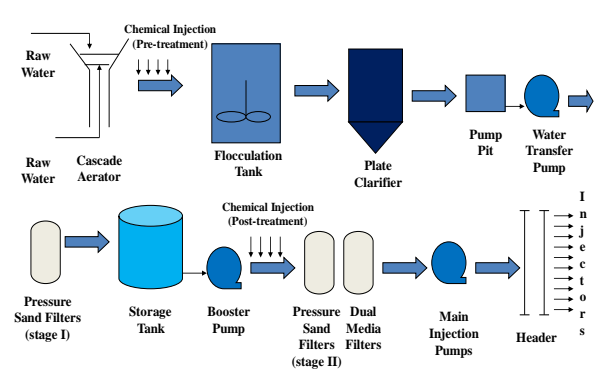 Chemical Injection
(Pre-treatment)
Raw
Water
Raw
Water
Cascade
Aerator
Flocculation
Tank
Plate
Clarifier
Pump
Pit
Water
Transfer
Pump
Chemical Injection
(Post-treatment)
Pressure
Sand Filters
(stage I)
Storage
Tank
Booster
Pump
Pressure
Sand
Filters
(stage II)
Dual
Media
Filters
Main
Injection
Pumps
Header
I
n
j
e
c
t
o
r
s